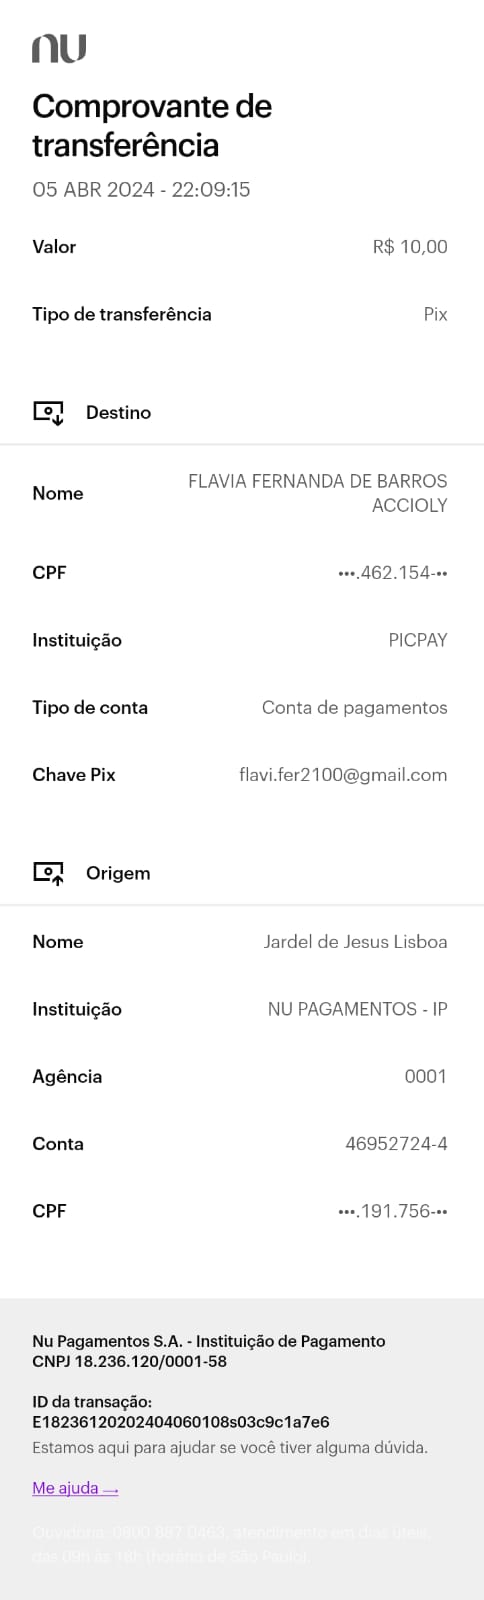 nu
Comprovante de
transferência
05 ABR 2024 - 22:09:15
Valor R$ 10,00
Tipo de transferência Pix
Destino
Nome FLAVIA FERNANDA DE BARROS
ACCIOLY
CPF •••.462.154-••
Instituição PICPAY
Tipo de conta Conta de pagamentos
Chave Pix flavi.fer2100@gmail.com
Origem
Nome Jardel de Jesus Lisboa
Instituição NU PAGAMENTOS - IP
Agência 0001
Conta 46952724-4
CPF •••.191.756-••
Nu Pagamentos S.A. - Instituição de Pagamento
CNPJ 18.236.120/0001-58
ID da transação:
E18236120202404060108s03c9c1a7e6
Estamos aqui para ajudar se você tiver alguma dúvida.
Me ajuda →
Ouvidoria: 0800 887 0463, atendimento em dias úteis,
das 09h às 18h (horário de São Paulo).